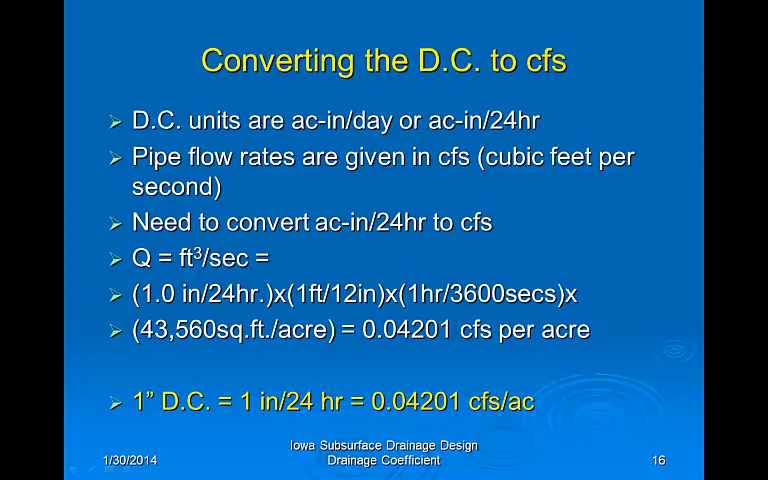 Converting the D.C. to cfs
➢ D.C. units are ac-in/day or ac-in/24hr
➢ Pipe flow rates are given in cfs (cubic feet per
second)
➢ Need to convert ac-in/24hr to cfs
➢ Q = ft³/sec =
➢ (1.0 in/24hr.)x(1ft/12in)x(1hr/3600secs)x
➢ (43,560sq.ft./acre) = 0.04201 cfs per acre
➢ 1” D.C. = 1 in/24 hr = 0.04201 cfs/ac
Iowa Subsurface Drainage Design
1/30/2014 Drainage Coefficient 16